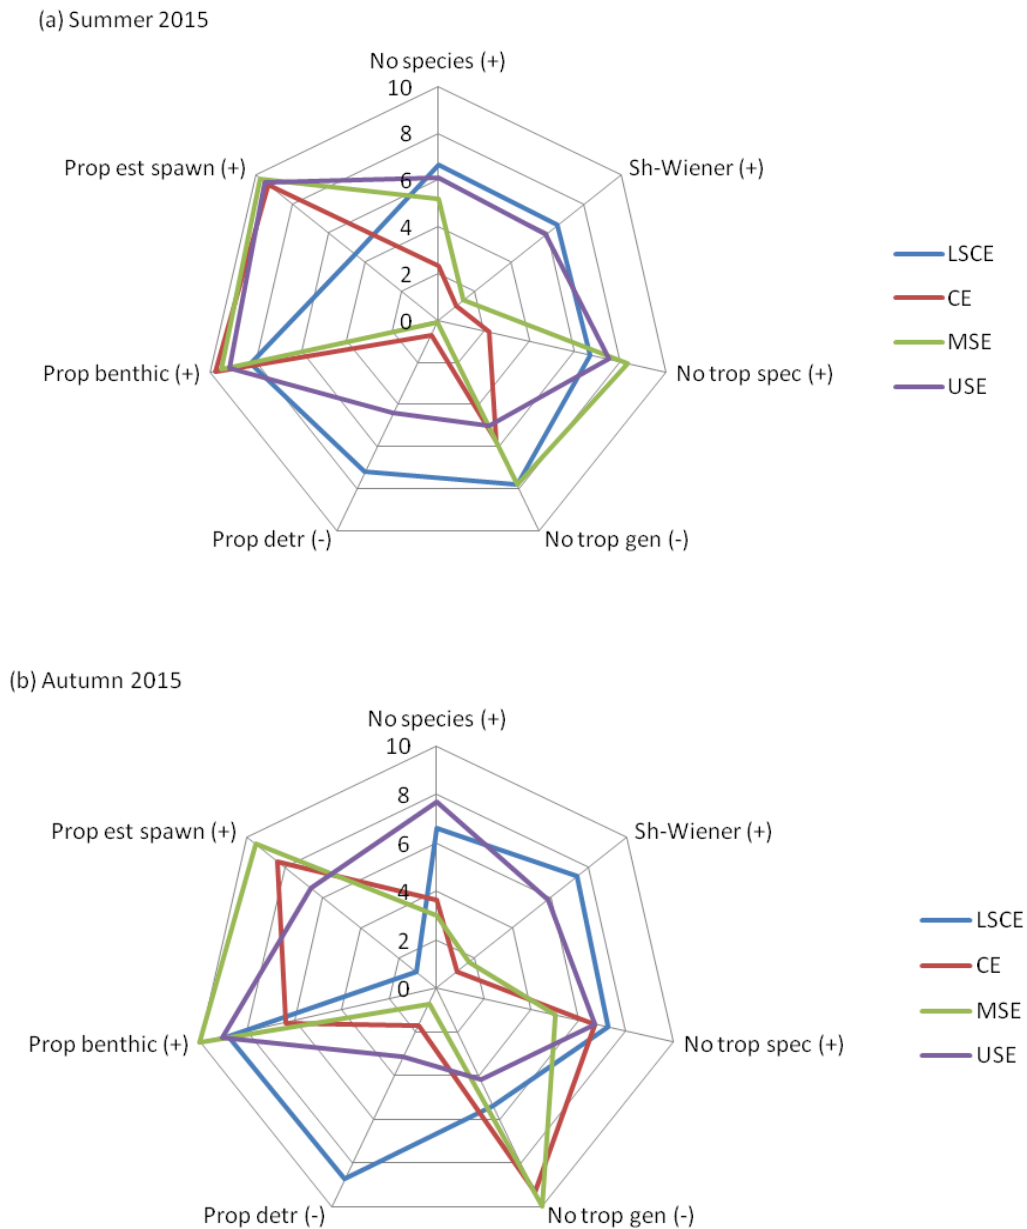 (a) Summer 2015
No species (+)
10
8
6
4
2
0
Sh-Wiener (+)
No trop spec (+)
No trop gen (-)
Prop detr (-)
Prop benthic (+)
Prop est spawn (+)
LSCE
CE
MSE
USE
(b) Autumn 2015
No species (+)
10
8
6
4
2
0
Sh-Wiener (+)
No trop spec (+)
No trop gen (-)
Prop detr (-)
Prop benthic (+)
Prop est spawn (+)
LSCE
CE
MSE
USE